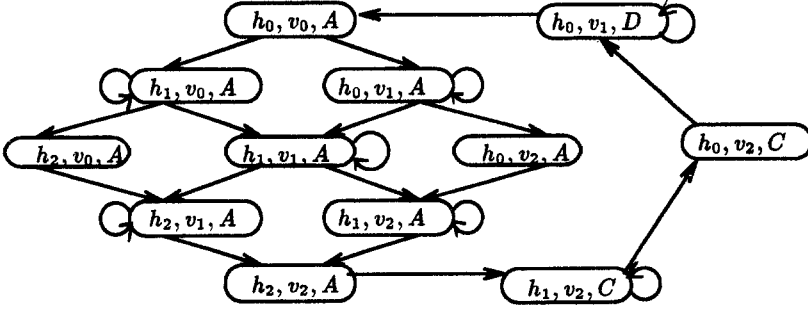 h₀, v₀, A
h₀, v₁, D
h₁, v₀, A
h₀, v₁, A
h₂, v₀, A
h₁, v₁, A
h₀, v₂, A
h₀, v₂, C
h₂, v₁, A
h₁, v₂, A
h₂, v₂, A
h₁, v₂, C